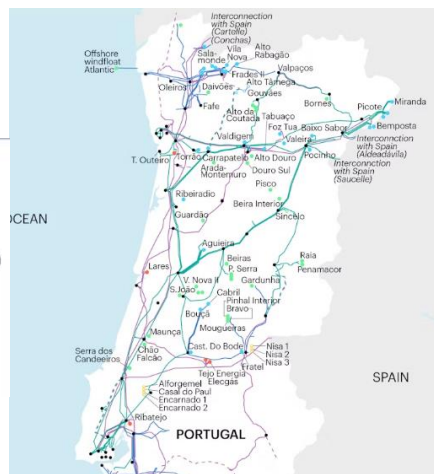 Interconnection
with Spain
(Cartelle)
(Conchas)
Offshore
windfloat
Atlantic
Sala-
monde
Vila
Nova
Alto
Rabagão
Frades II
Valpaços
Alto Tâmega
Daivões
Gouvães
Oleiros
Fafe
Bornes
Alto da
Coutada
Tabuaço
Picote
Miranda
Foz Tua
Baixo Sabor
Bemposta
Valdigem
Valeira
T. Outeiro
Torrão
Carrapatelo
Alto Douro
Pocinho
Interconnection
with Spain
(Aldeadávila)
Arada-
Montemuro
Douro Sul
Interconnection
with Spain
(Saucelle)
Ribeiradio
Pisco
Beira Interior
Guardão
Sincelo
OCEAN
Aguieira
Beiras
Raia
Lares
P. Serra
Penamacor
V. Nova II
Gardunha
S.João
Cabril
Bouçã
Pinhal Interior
Bravo
Maunça
Mougueiras
Chão
Falcão
Cast. Do Bode
Nisa 1
Nisa 2
Nisa 3
Serra dos
Candeeiros
Fratel
Tejo Energia
Elecgás
SPAIN
Alforgemel
Casal do Paul
Encarnado 1
Encarnado 2
Ribatejo
PORTUGAL